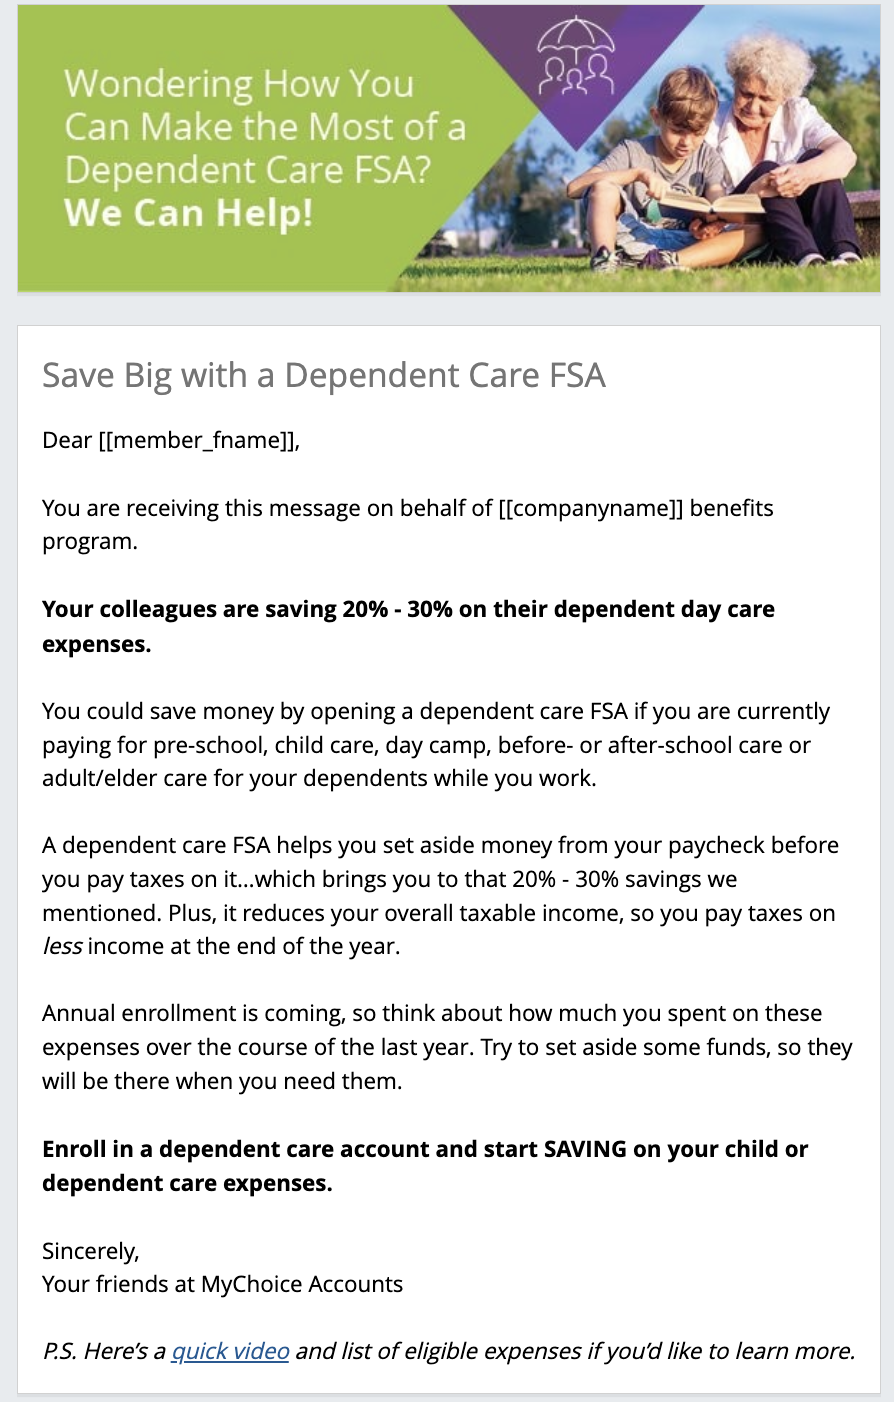 Wondering How You
Can Make the Most of a
Dependent Care FSA?
We Can Help!
Save Big with a Dependent Care FSA
Dear [[member_fname]],
You are receiving this message on behalf of [[companyname]] benefits
program.
Your colleagues are saving 20% - 30% on their dependent day care
expenses.
You could save money by opening a dependent care FSA if you are currently
paying for pre-school, child care, day camp, before- or after-school care or
adult/elder care for your dependents while you work.
A dependent care FSA helps you set aside money from your paycheck before
you pay taxes on it...which brings you to that 20% - 30% savings we
mentioned. Plus, it reduces your overall taxable income, so you pay taxes on
less income at the end of the year.
Annual enrollment is coming, so think about how much you spent on these
expenses over the course of the last year. Try to set aside some funds, so they
will be there when you need them.
Enroll in a dependent care account and start SAVING on your child or
dependent care expenses.
Sincerely,
Your friends at MyChoice Accounts
P.S. Here’s a quick video and list of eligible expenses if you’d like to learn more.